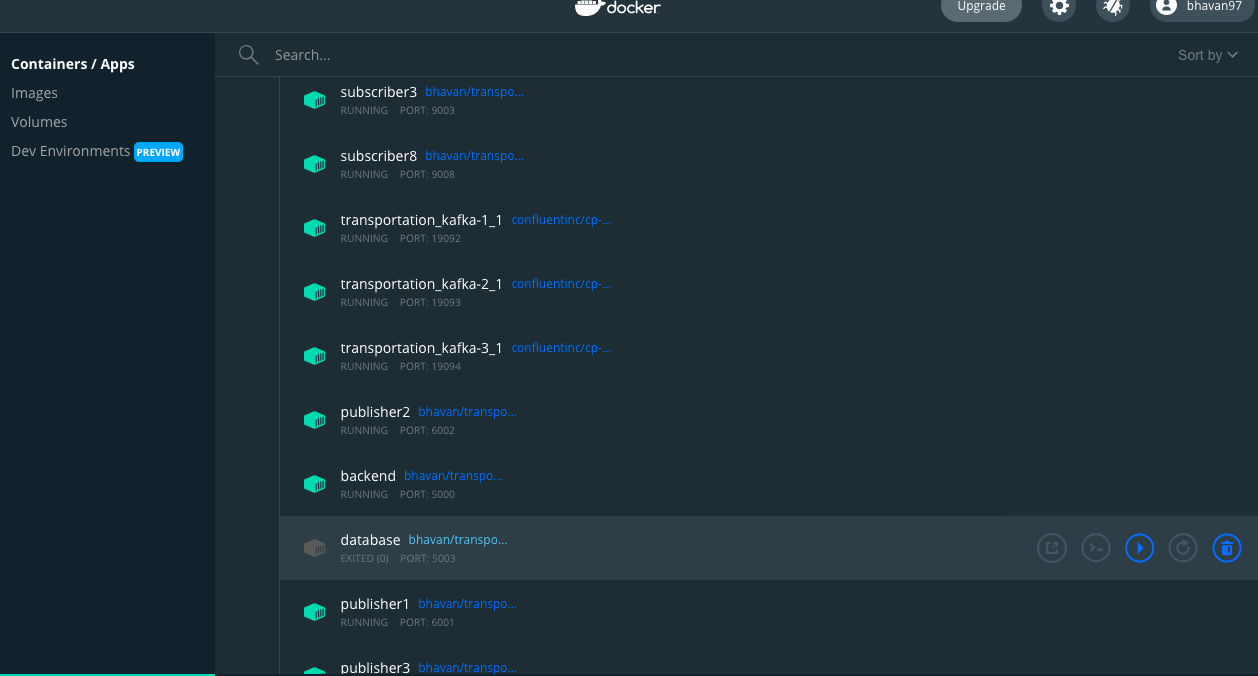 docker
Upgrade
bhavan97
Containers / Apps
Images
Volumes
Dev Environments PREVIEW
Search...
Sort by
subscriber3 bhavan/transpo...
RUNNING PORT: 9003
subscriber8 bhavan/transpo...
RUNNING PORT: 9008
transportation_kafka-1_1 confluentinc/cp-...
RUNNING PORT: 19092
transportation_kafka-2_1 confluentinc/cp-...
RUNNING PORT: 19093
transportation_kafka-3_1 confluentinc/cp-...
RUNNING PORT: 19094
publisher2 bhavan/transpo...
RUNNING PORT: 6002
backend bhavan/transpo...
RUNNING PORT: 5000
database bhavan/transpo...
EXITED (0) PORT: 5003
publisher1 bhavan/transpo...
RUNNING PORT: 6001
publisher3 bhavan/transpo...